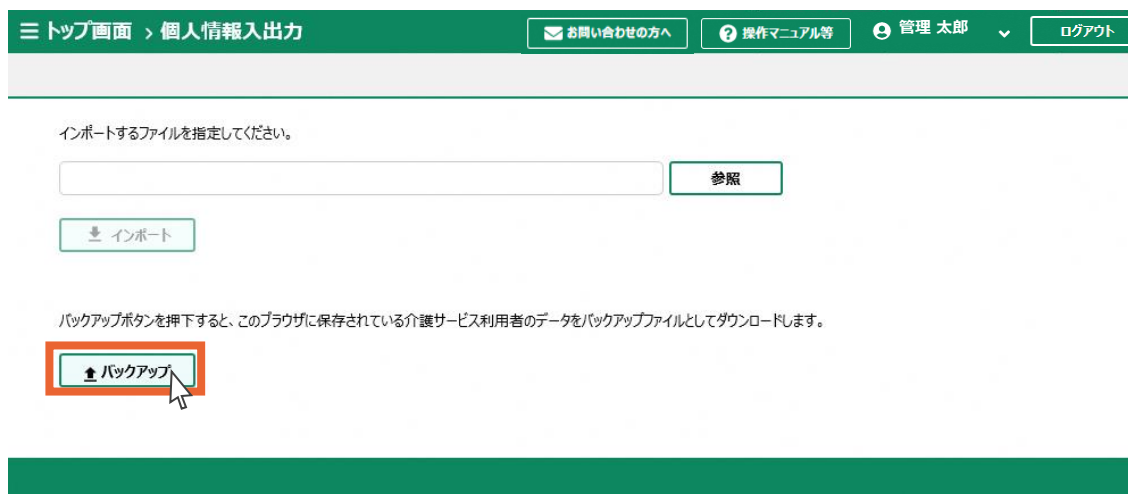 トップ画面 > 個人情報入出力
お問い合わせの方へ
操作マニュアル等
管理 太郎
ログアウト
インポートするファイルを指定してください。
参照
インポート
バックアップボタンを押下すると、このブラウザに保存されている介護サービス利用者のデータをバックアップファイルとしてダウンロードします。
バックアップ